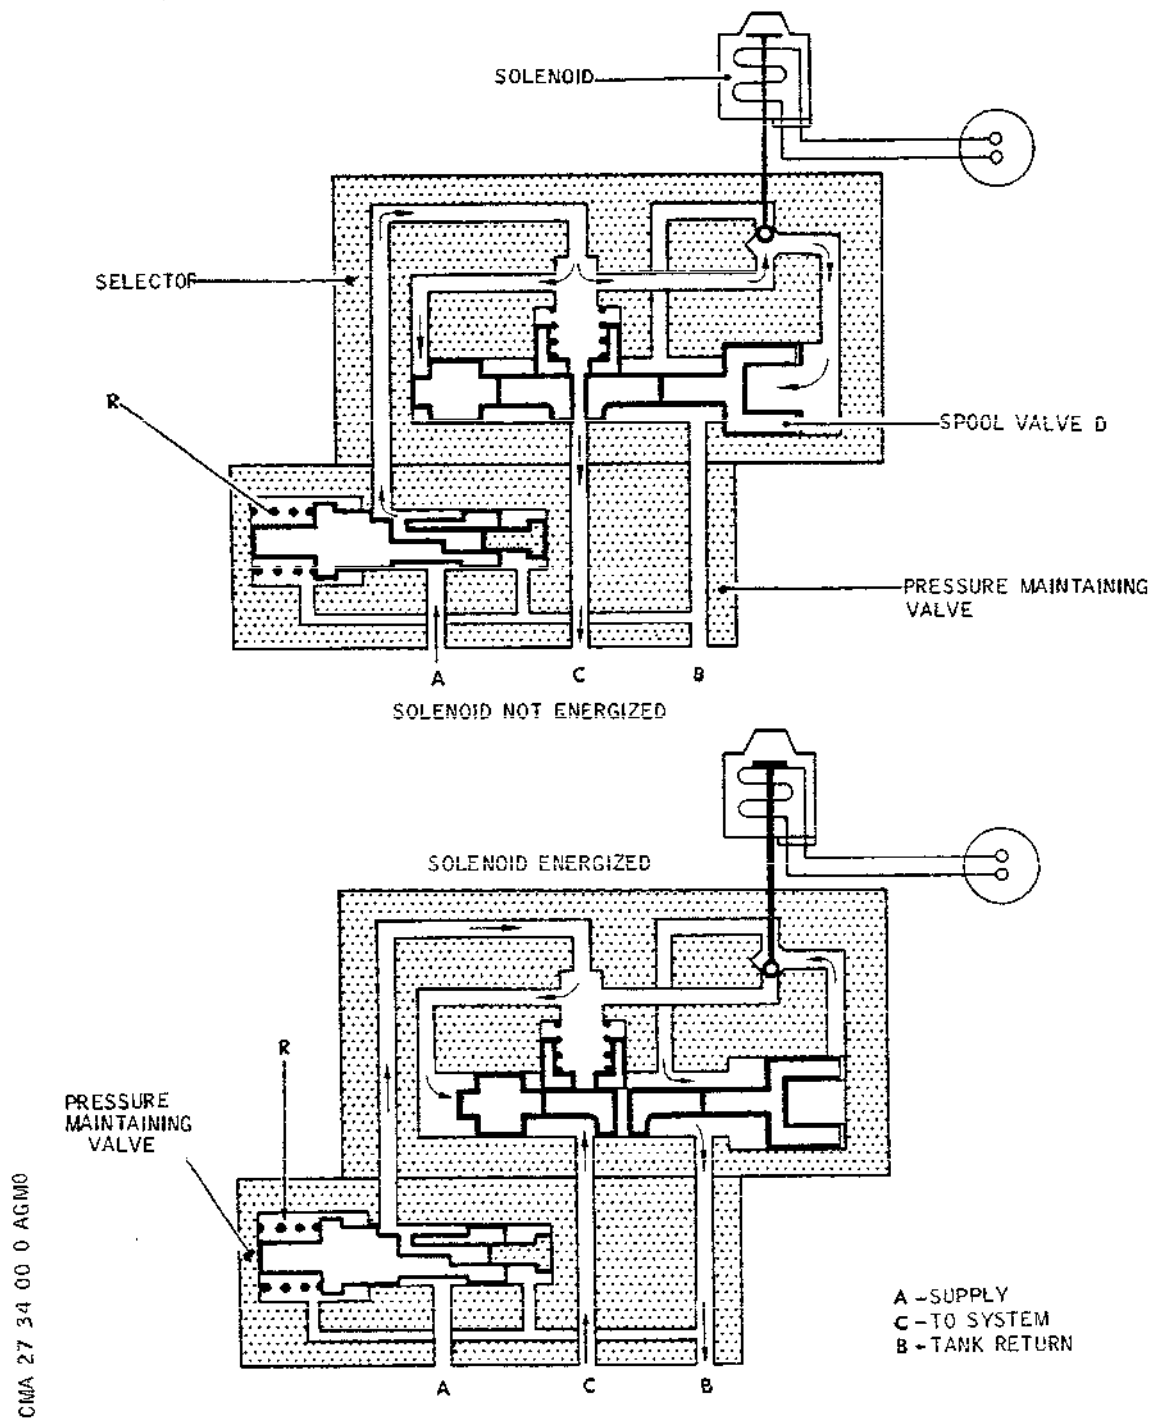 SOLENOID
SELECTOR
R
SPOOL VALVE D
PRESSURE MAINTAINING
VALVE
A
C
B
SOLENOID NOT ENERGIZED
SOLENOID ENERGIZED
R
PRESSURE
MAINTAINING
VALVE
A - SUPPLY
C - TO SYSTEM
B - TANK RETURN
A
C
B
CMA 27 34 00 0 AGM0